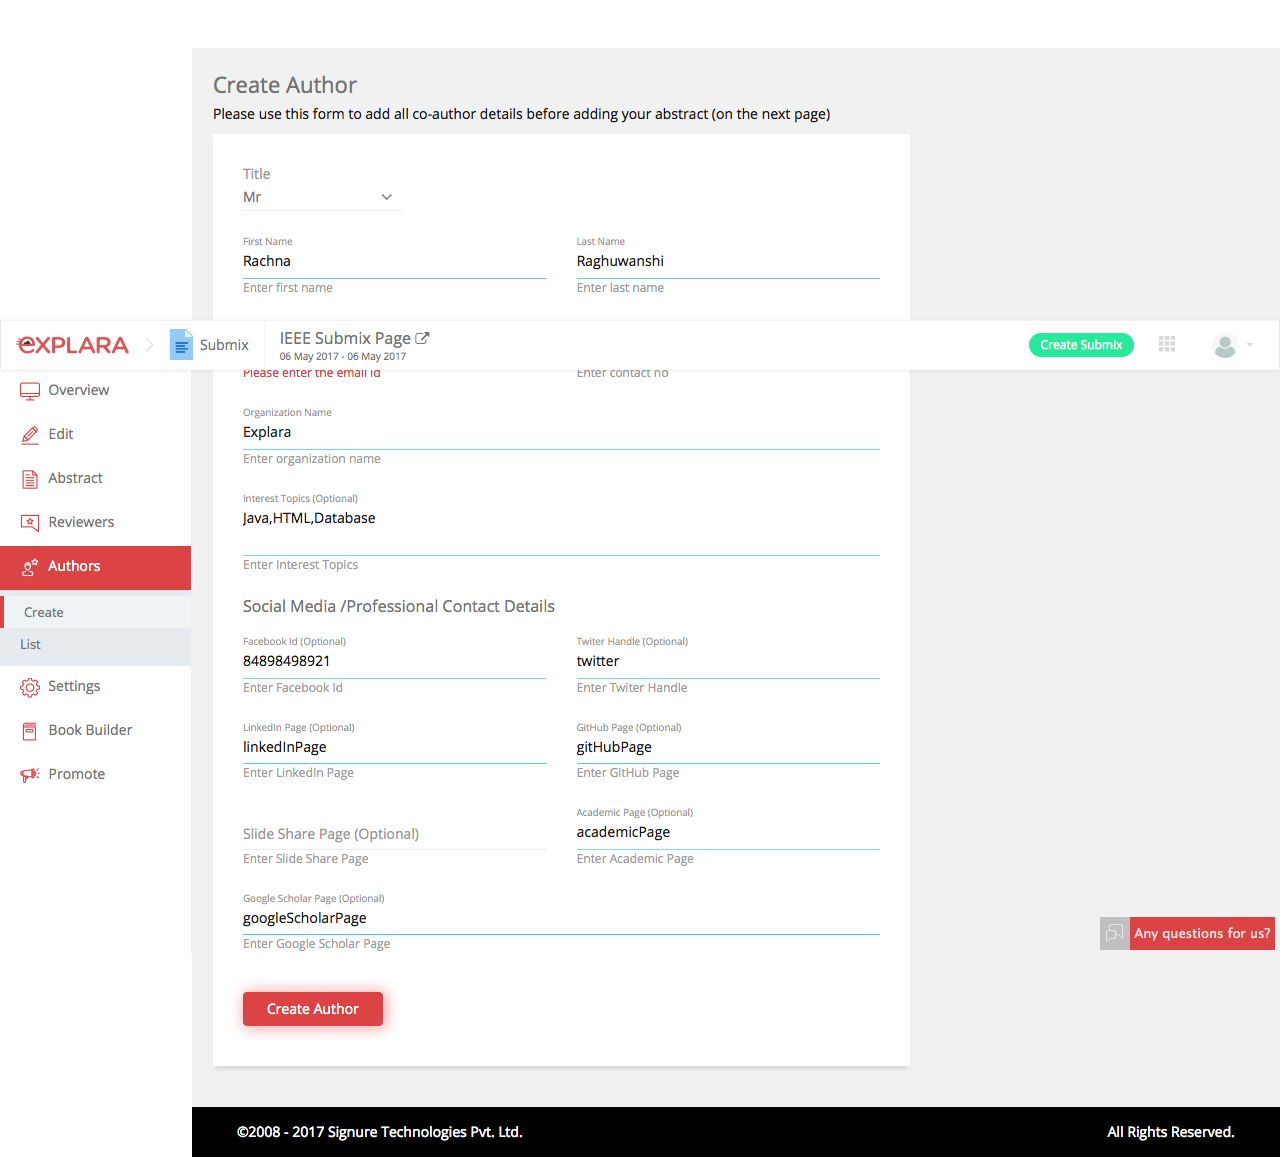 Create Author
Please use this form to add all co-author details before adding your abstract (on the next page)
Title
Mr
First Name
Last Name
Rachna
Raghuwanshi
Enter first name
Enter last name
eXPLARA
Submix
IEEE Submix Page
06 May 2017 - 06 May 2017
Create Submix
Please enter the email id
Enter contact no
Overview
Edit
Abstract
Reviewers
Authors
Create
List
Settings
Book Builder
Promote
Organization Name
Explara
Enter organization name
Interest Topics (Optional)
Java,HTML,Database
Enter Interest Topics
Social Media /Professional Contact Details
Facebook Id (Optional)
Twiter Handle (Optional)
84898498921
twitter
Enter Facebook Id
Enter Twiter Handle
LinkedIn Page (Optional)
GitHub Page (Optional)
linkedInPage
gitHubPage
Enter LinkedIn Page
Enter GitHub Page
Academic Page (Optional)
Slide Share Page (Optional)
academicPage
Enter Slide Share Page
Enter Academic Page
Google Scholar Page (Optional)
googleScholarPage
Enter Google Scholar Page
Any questions for us?
Create Author
©2008 - 2017 Signure Technologies Pvt. Ltd.
All Rights Reserved.